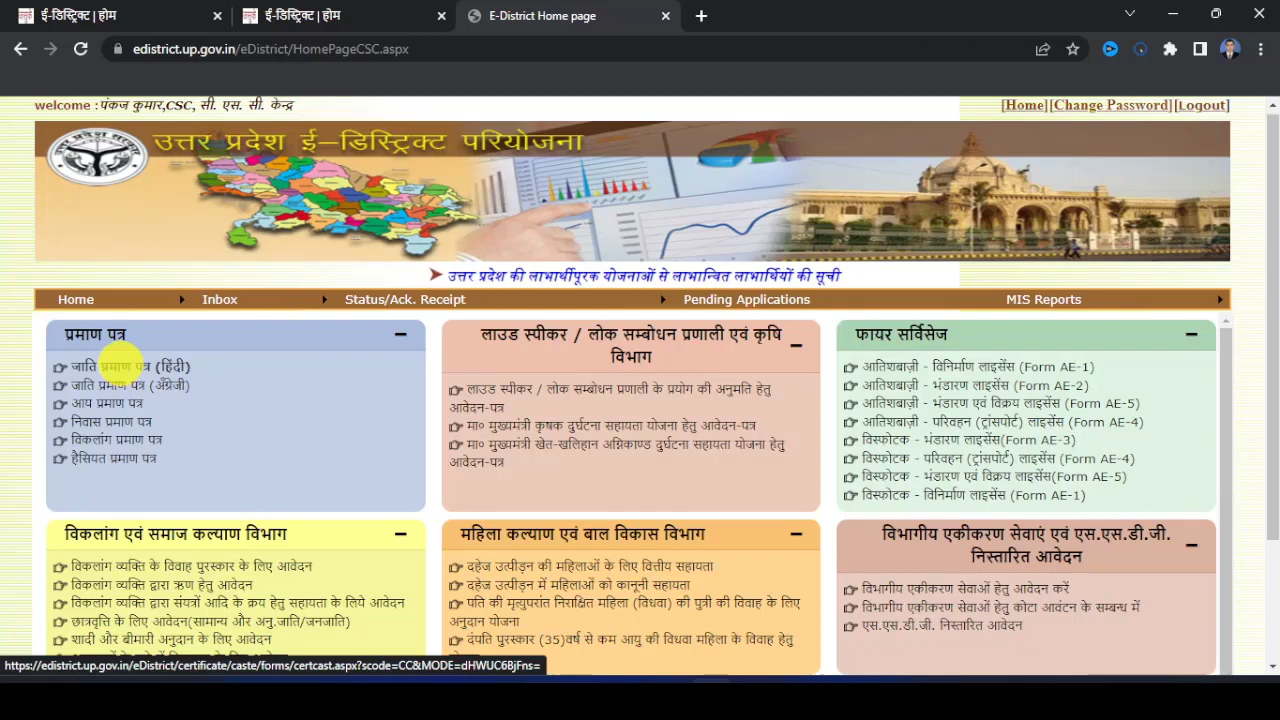 ई-डिस्ट्रिक्ट | होम
ई-डिस्ट्रिक्ट | होम
E-District Home page
edistrict.up.gov.in/eDistrict/HomePageCSC.aspx
welcome :पंकज कुमार,CSC, सी. एस. सी. केन्द्र
[Home][Change Password][Logout]
उत्तर प्रदेश ई–डिस्ट्रिक्ट परियोजना
उत्तर प्रदेश की लाभार्थीपूरक योजनाओं से लाभान्वित लाभार्थियों की सूची
Home
Inbox
Status/Ack. Receipt
Pending Applications
MIS Reports
प्रमाण पत्र
जाति प्रमाण पत्र (हिंदी)
जाति प्रमाण पत्र (अँग्रेजी)
आय प्रमाण पत्र
निवास प्रमाण पत्र
विकलांग प्रमाण पत्र
हैसियत प्रमाण पत्र
लाउड स्पीकर / लोक सम्बोधन प्रणाली एवं कृषि
विभाग
लाउड स्पीकर / लोक सम्बोधन प्रणाली के प्रयोग की अनुमति हेतु
आवेदन-पत्र
मा० मुख्यमंत्री कृषक दुर्घटना सहायता योजना हेतु आवेदन-पत्र
मा० मुख्यमंत्री खेत-खलिहान अग्निकाण्ड दुर्घटना सहायता योजना हेतु
आवेदन-पत्र
फायर सर्विसेज
आतिशबाज़ी - विनिर्माण लाइसेंस (Form AE-1)
आतिशबाज़ी - भंडारण लाइसेंस (Form AE-2)
आतिशबाज़ी - भंडारण एवं विक्रय लाइसेंस (Form AE-5)
आतिशबाज़ी - परिवहन (ट्रांसपोर्ट) लाइसेंस (Form AE-4)
विस्फोटक - भंडारण लाइसेंस(Form AE-3)
विस्फोटक - परिवहन (ट्रांसपोर्ट) लाइसेंस (Form AE-4)
विस्फोटक - भंडारण एवं विक्रय लाइसेंस(Form AE-5)
विस्फोटक - विनिर्माण लाइसेंस (Form AE-1)
विकलांग एवं समाज कल्याण विभाग
विकलांग व्यक्ति के विवाह पुरस्कार के लिए आवेदन
विकलांग व्यक्ति द्वारा ऋण हेतु आवेदन
विकलांग व्यक्ति द्वारा संयत्रों आदि के क्रय हेतु सहायता के लिये आवेदन
छात्रवृत्ति के लिए आवेदन(सामान्य और अनु.जाति/जनजाति)
शादी और बीमारी अनुदान के लिए आवेदन
महिला कल्याण एवं बाल विकास विभाग
दहेज उत्पीड़न की महिलाओं के लिए वित्तीय सहायता
दहेज उत्पीड़न में महिलाओं को कानूनी सहायता
पति की मृत्युपरांत निराक्षित महिला (विधवा) की पुत्री की विवाह के लिए
अनुदान योजना
दंपति पुरस्कार (35)वर्ष से कम आयु की विधवा महिला के विवाह हेतु
विभागीय एकीकरण सेवाएं एवं एस.एस.डी.जी.
निस्तारित आवेदन
विभागीय एकीकरण सेवाओं हेतु आवेदन करें
विभागीय एकीकरण सेवाओं हेतु कोटा आवंटन के सम्बन्ध में
एस.एस.डी.जी. निस्तारित आवेदन
https://edistrict.up.gov.in/eDistrict/certificate/caste/forms/certcast.aspx?scode=CC&MODE=dHWUC6BjFns=